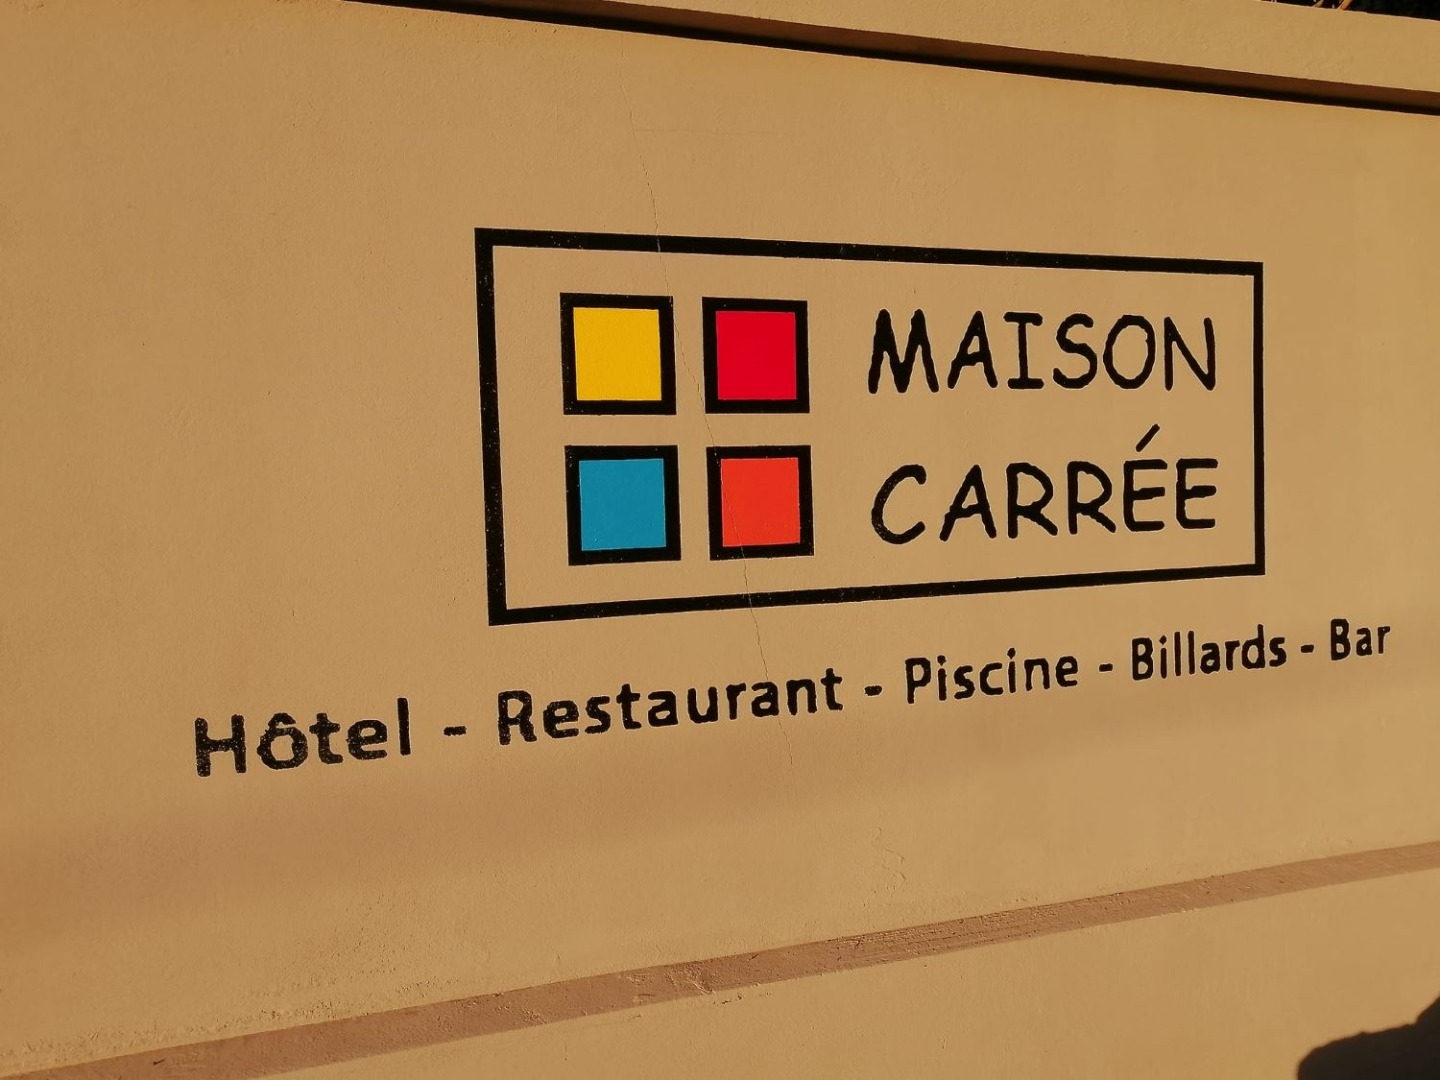 MAISON
CARRÉE
Hôtel - Restaurant - Piscine - Billards - Bar